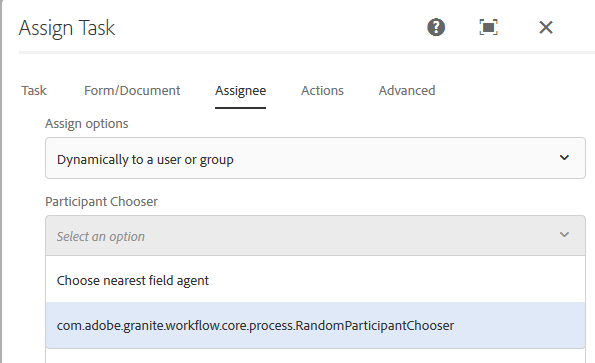 Assign Task
Task Form/Document Assignee Actions Advanced
Assign options
Dynamically to a user or group
Participant Chooser
Select an option
Choose nearest field agent
com.adobe.granite.workflow.core.process.RandomParticipantChooser